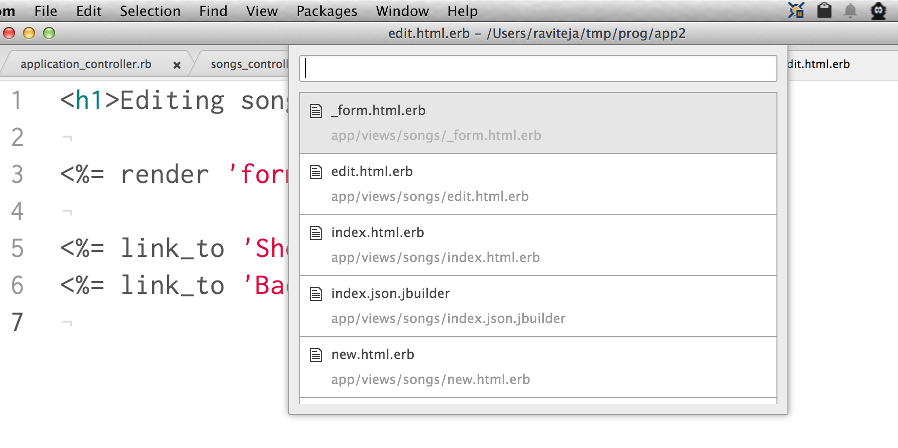 om File Edit Selection Find View Packages Window Help
edit.html.erb – /Users/raviteja/tmp/prog/app2
application_controller.rb × songs_controll dit.html.erb
1 <h1>Editing song
2 ¬
3 <%= render 'form
4 ¬
5 <%= link_to 'Sho
6 <%= link_to 'Bac
7 ¬
_form.html.erb
app/views/songs/_form.html.erb
edit.html.erb
app/views/songs/edit.html.erb
index.html.erb
app/views/songs/index.html.erb
index.json.jbuilder
app/views/songs/index.json.jbuilder
new.html.erb
app/views/songs/new.html.erb